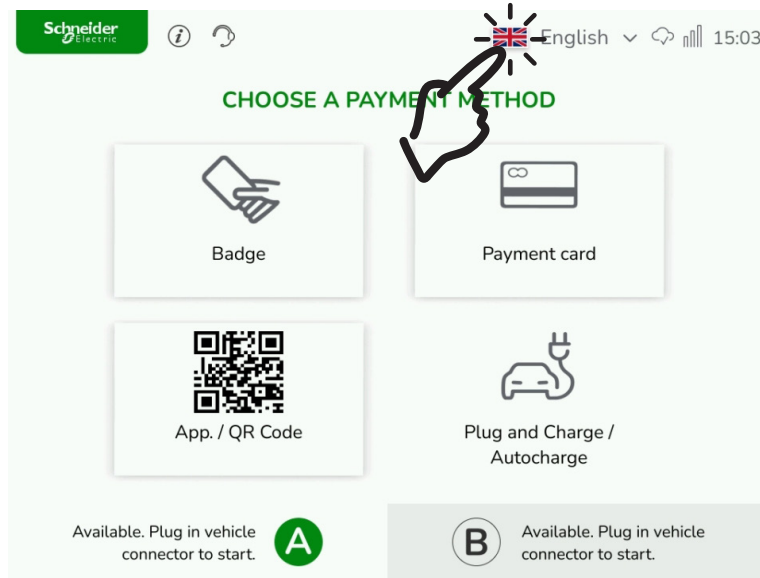 Schneider
Electric
i
English
15:03
CHOOSE A PAYMENT METHOD
Badge
Payment card
App. / QR Code
Plug and Charge /
Autocharge
Available. Plug in vehicle
connector to start.
A
B
Available. Plug in vehicle
connector to start.